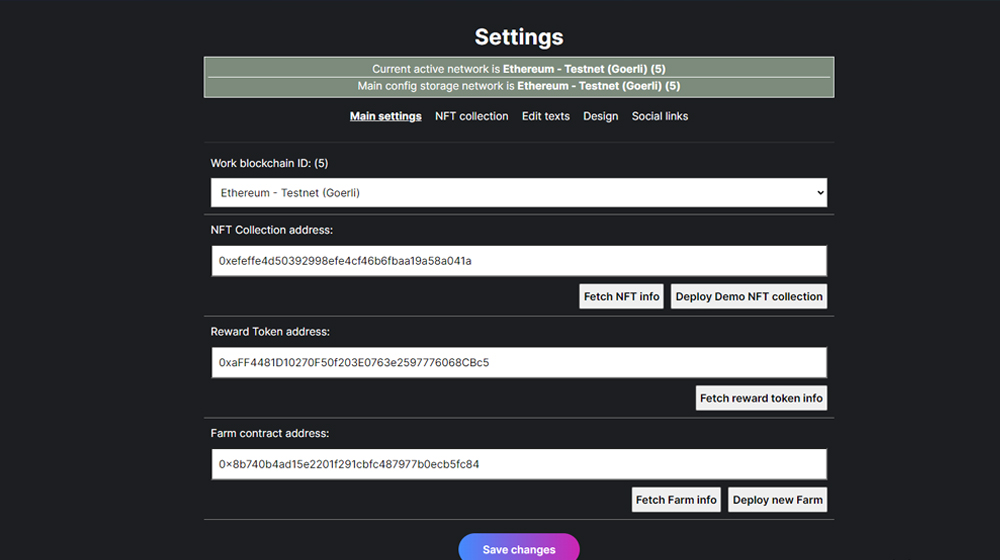 Settings
Current active network is Ethereum - Testnet (Goerli) (5)
Main config storage network is Ethereum - Testnet (Goerli) (5)
Main settings NFT collection Edit texts Design Social links
Work blockchain ID: (5)
Ethereum - Testnet (Goerli)
NFT Collection address:
0xefeffe4d50392998efe4cf46b6fbaa19a58a041a
Fetch NFT info Deploy Demo NFT collection
Reward Token address:
0xaFF4481D10270F50f203E0763e2597776068CBc5
Fetch reward token info
Farm contract address:
0x8b740b4ad15e2201f291cbfc487977b0ecb5fc84
Fetch Farm info Deploy new Farm
Save changes